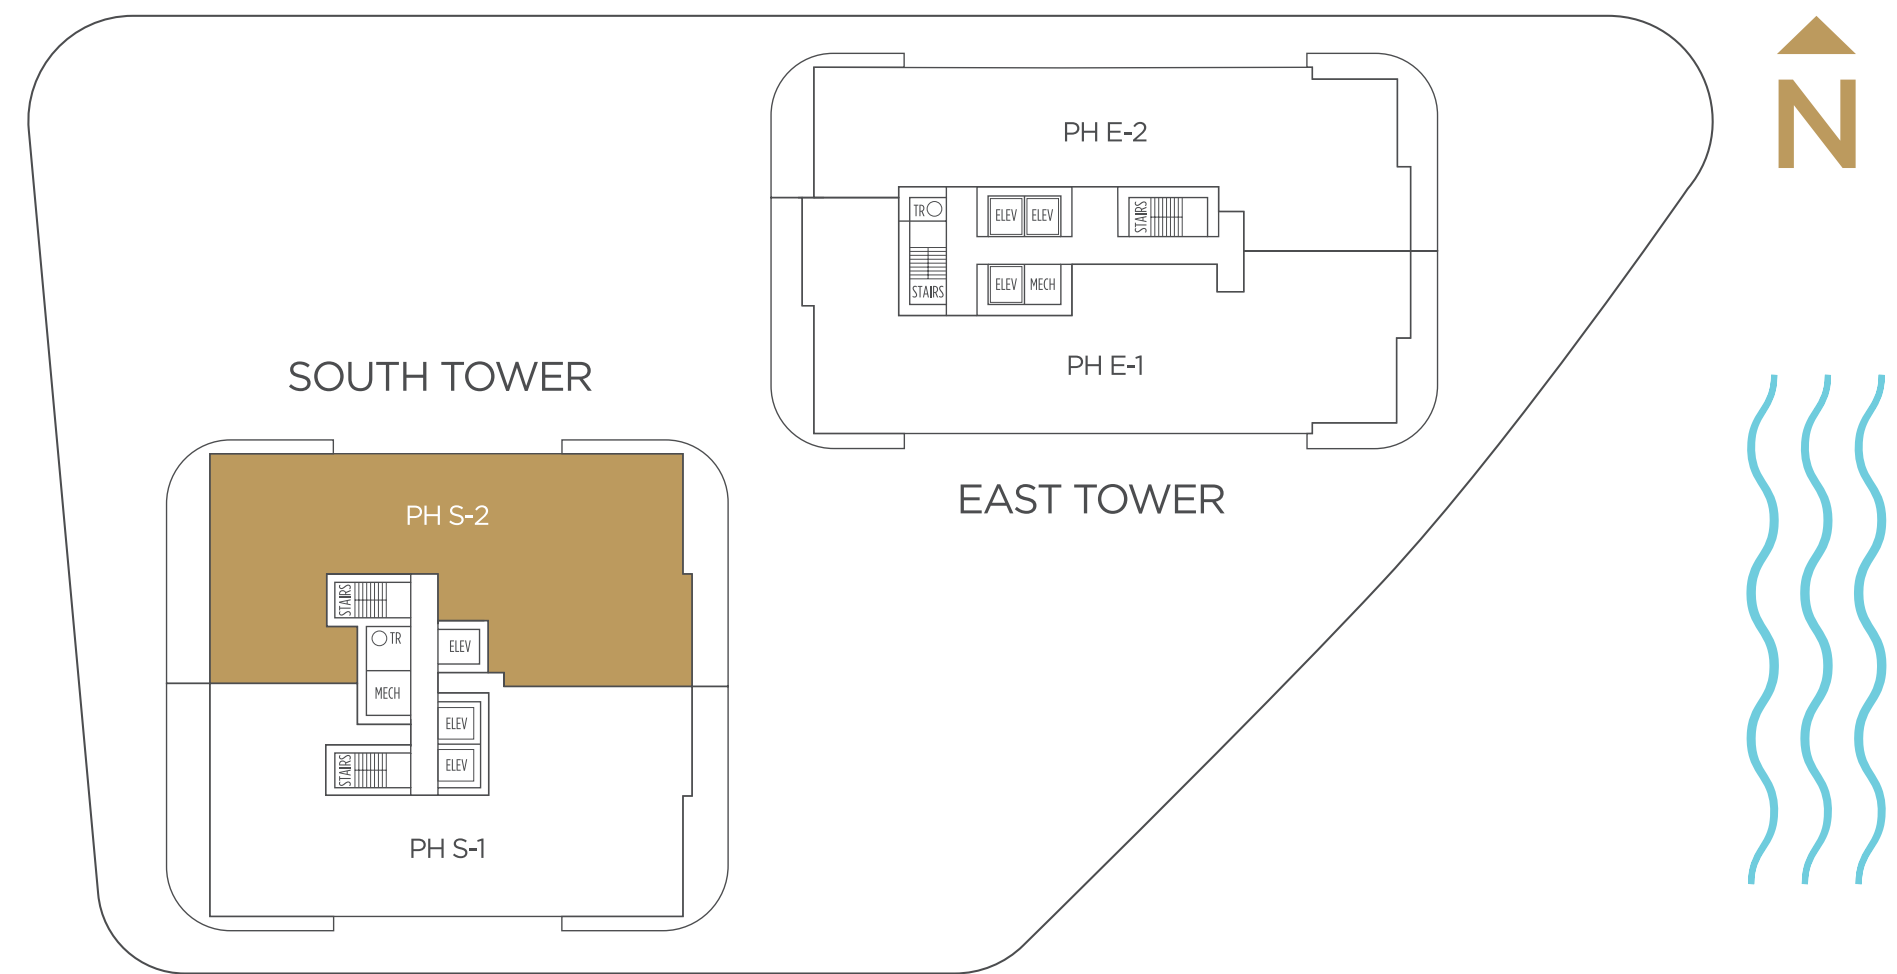 N
PH E-2
TR
ELEV
ELEV
STAIRS
STAIRS
ELEV
MECH
PH E-1
EAST TOWER
SOUTH TOWER
PH S-2
STAIRS
TR
ELEV
MECH
ELEV
STAIRS
ELEV
PH S-1